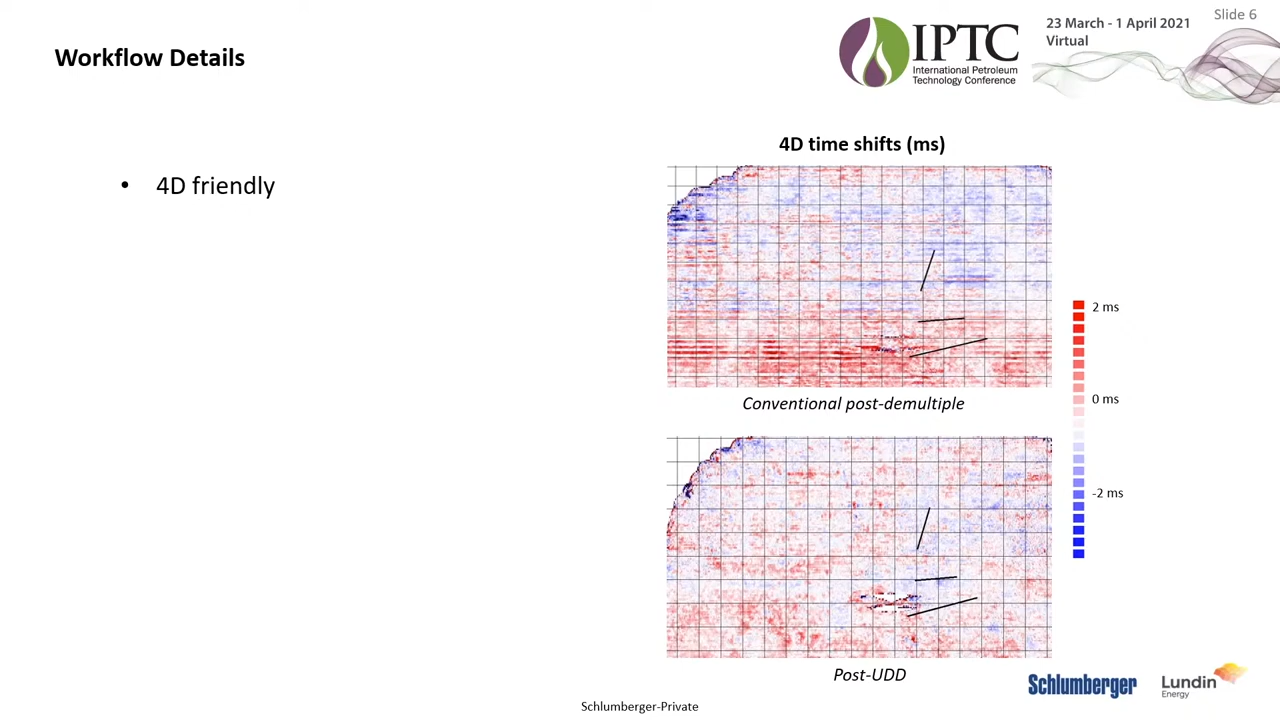 Slide 6
Workflow Details
IPTC
International Petroleum
Technology Conference
23 March - 1 April 2021
Virtual
• 4D friendly
4D time shifts (ms)
2 ms
0 ms
-2 ms
Conventional post-demultiple
Post-UDD
Schlumberger
Lundin
Energy
Schlumberger-Private